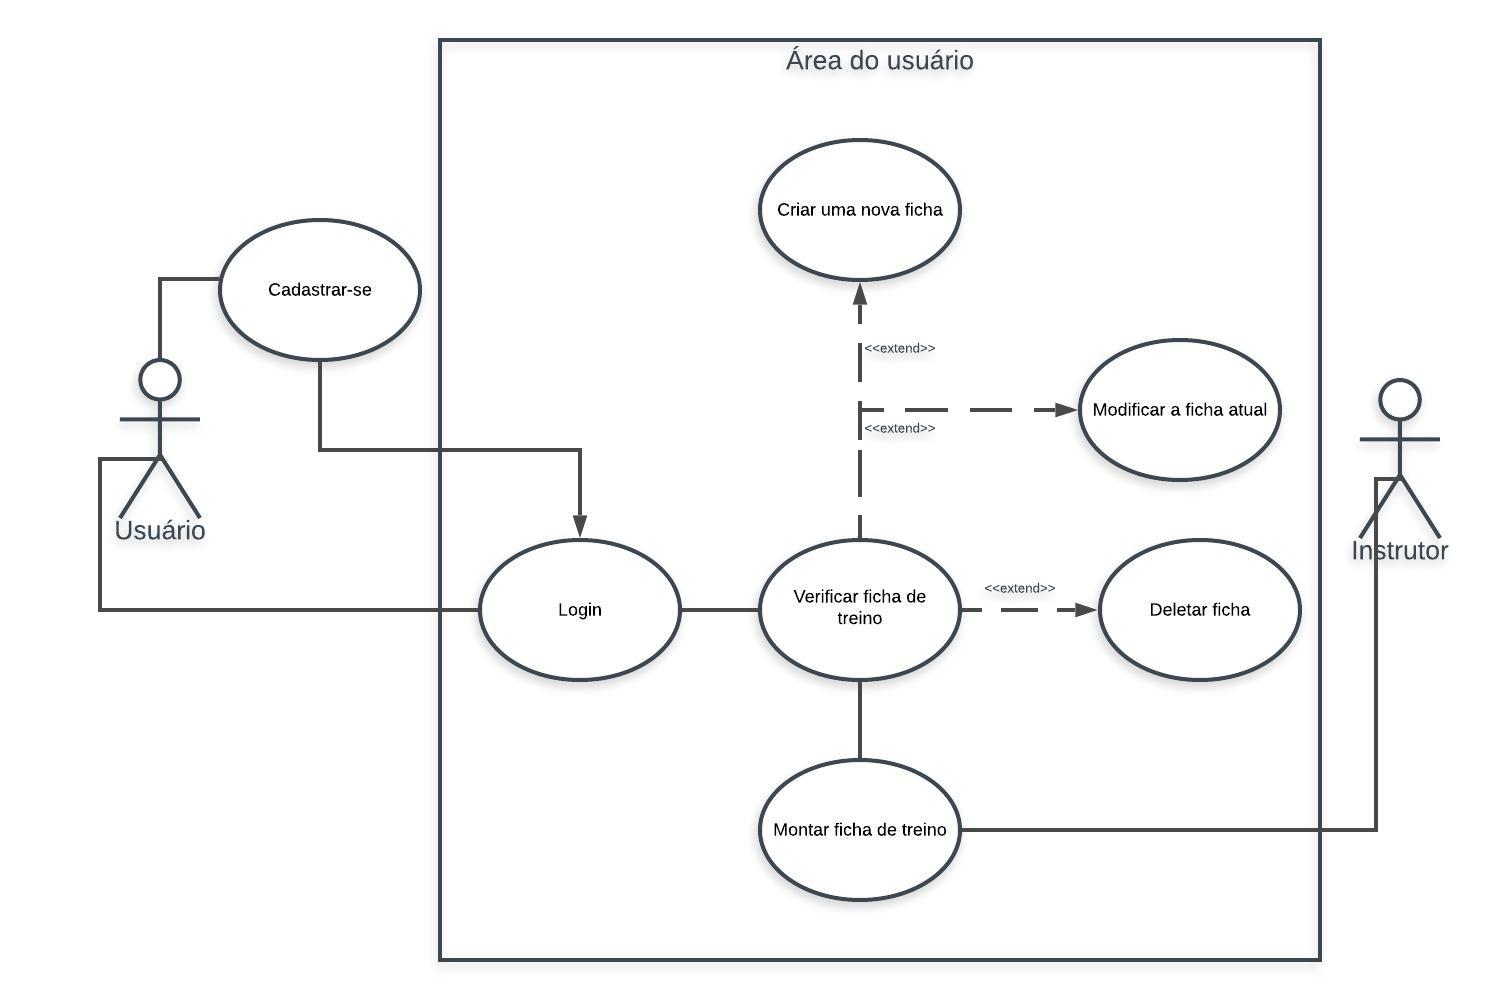 Área do usuário
Criar uma nova ficha
Cadastrar-se
<<extend>>
Modificar a ficha atual
<<extend>>
Usuário
Instrutor
Login
Verificar ficha de
treino
<<extend>>
Deletar ficha
Montar ficha de treino